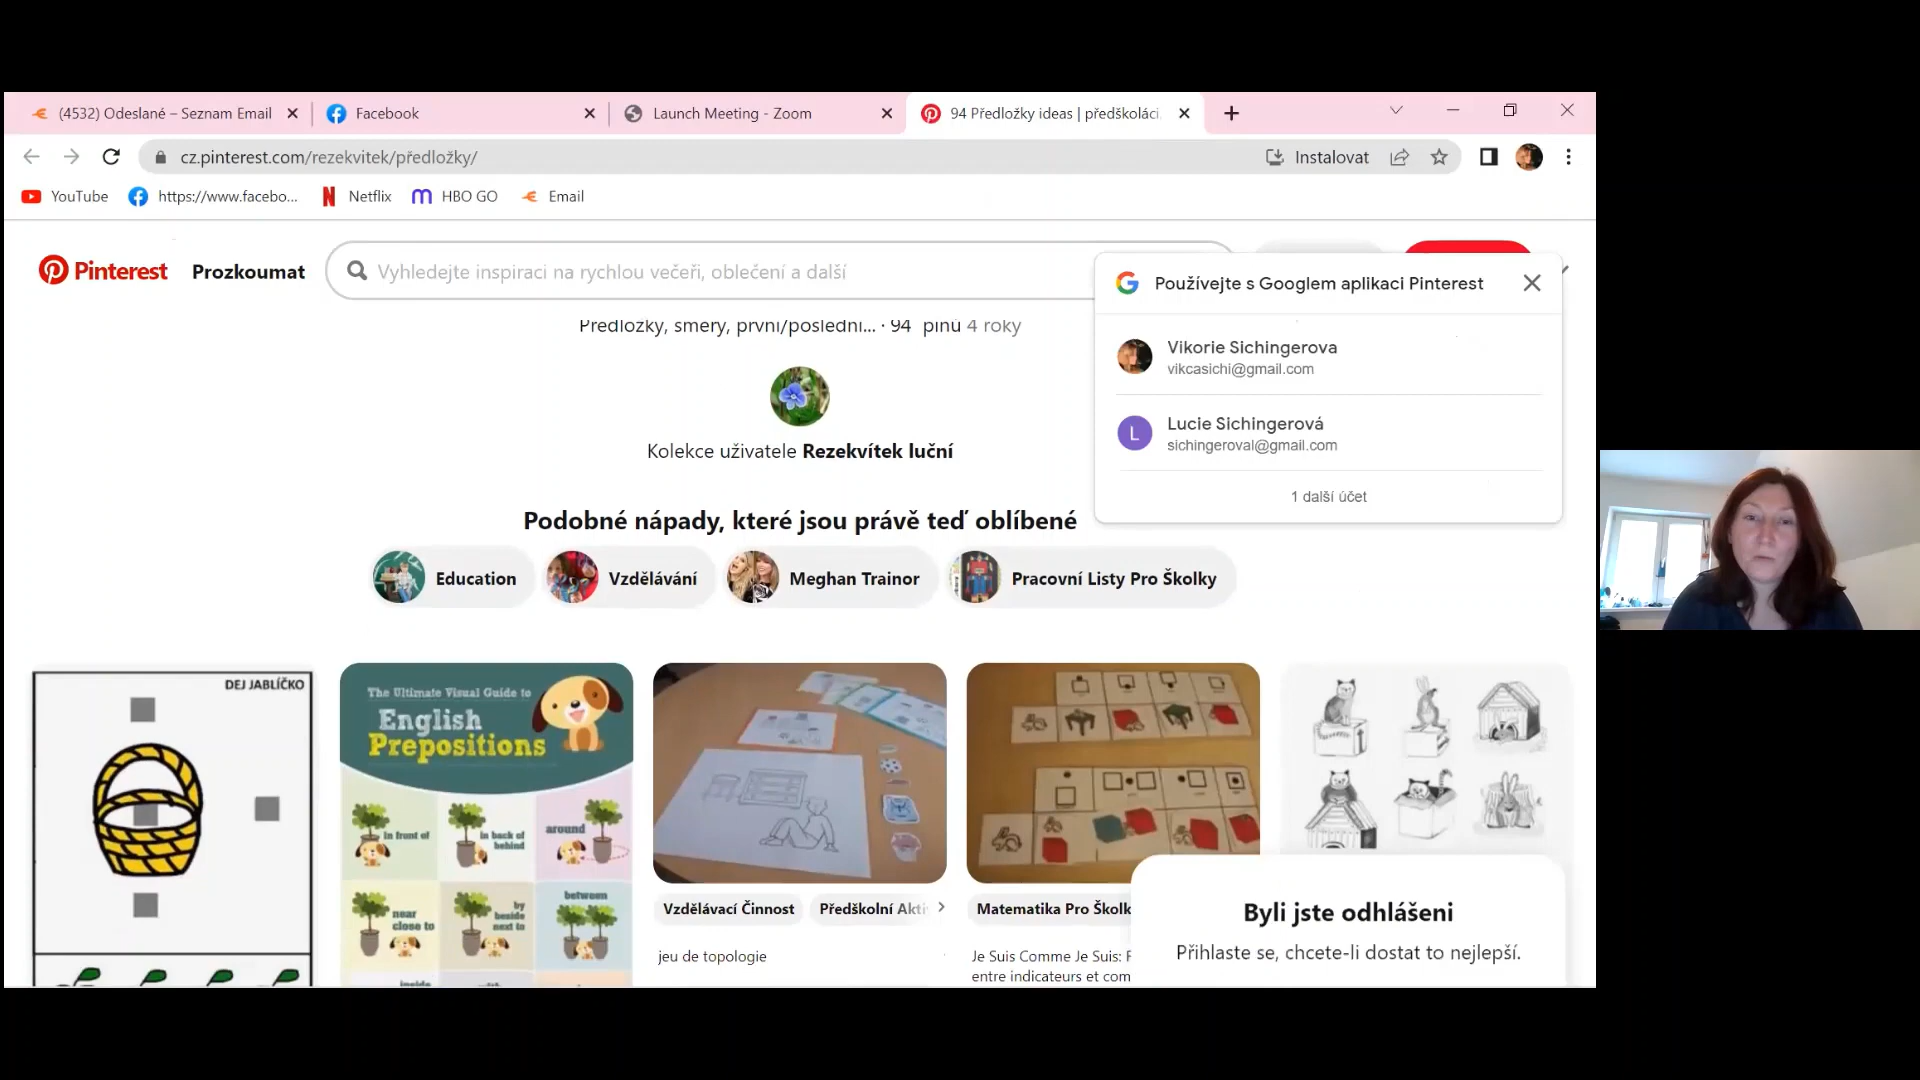 (4532) Odeslané – Seznam Email
Facebook
Launch Meeting - Zoom
94 Předložky ideas | předškoláci,
cz.pinterest.com/rezekvitek/předložky/
Instalovat
YouTube
https://www.facebo...
Netflix
HBO GO
Email
Pinterest
Prozkoumat
Vyhledejte inspiraci na rychlou večeři, oblečení a další
Používejte s Googlem aplikaci Pinterest
Vikorie Sichingerova
vikcasichi@gmail.com
L
Lucie Sichingerová
sichingeroval@gmail.com
1 další účet
Předložky, směry, první/poslední... · 94 pinů 4 roky
Kolekce uživatele Rezekvítek luční
Podobné nápady, které jsou právě teď oblíbené
Education
Vzdělávání
Meghan Trainor
Pracovní Listy Pro Školky
DEJ JABLÍČKO
The Ultimate Visual Guide to
English
Prepositions
in front of
in back of
behind
around
near
close to
by
beside
next to
between
Vzdělávací Činnost
Předškolní Akti
jeu de topologie
Matematika Pro Školk
Je Suis Comme Je Suis: F
entre indicateurs et com
Byli jste odhlášeni
Přihlaste se, chcete-li dostat to nejlepší.